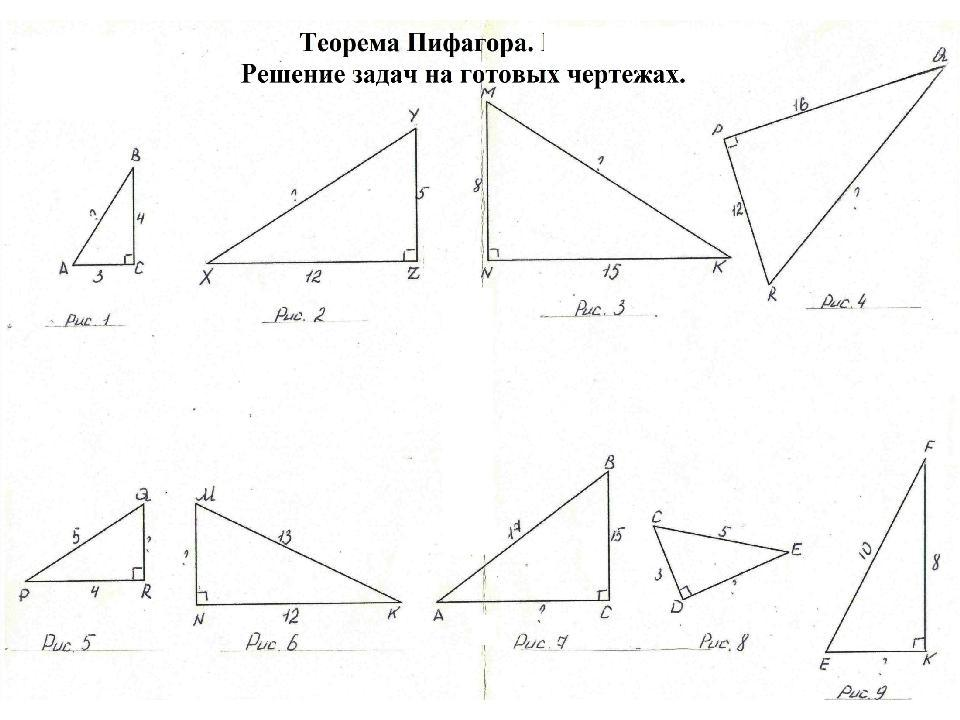 Теорема Пифагора.
Решение задач на готовых чертежах.
B
?
4
A
3
C
Рис. 1
Y
?
5
X
12
Z
Рис. 2
M
8
?
N
15
K
Рис. 3
Q
16
P
12
?
R
Рис. 4
Q
5
?
P
4
R
Рис. 5
M
?
13
N
12
K
Рис. 6
B
17
15
A
?
C
Рис. 7
C
5
E
3
?
D
Рис. 8
F
10
8
E
?
K
Рис. 9